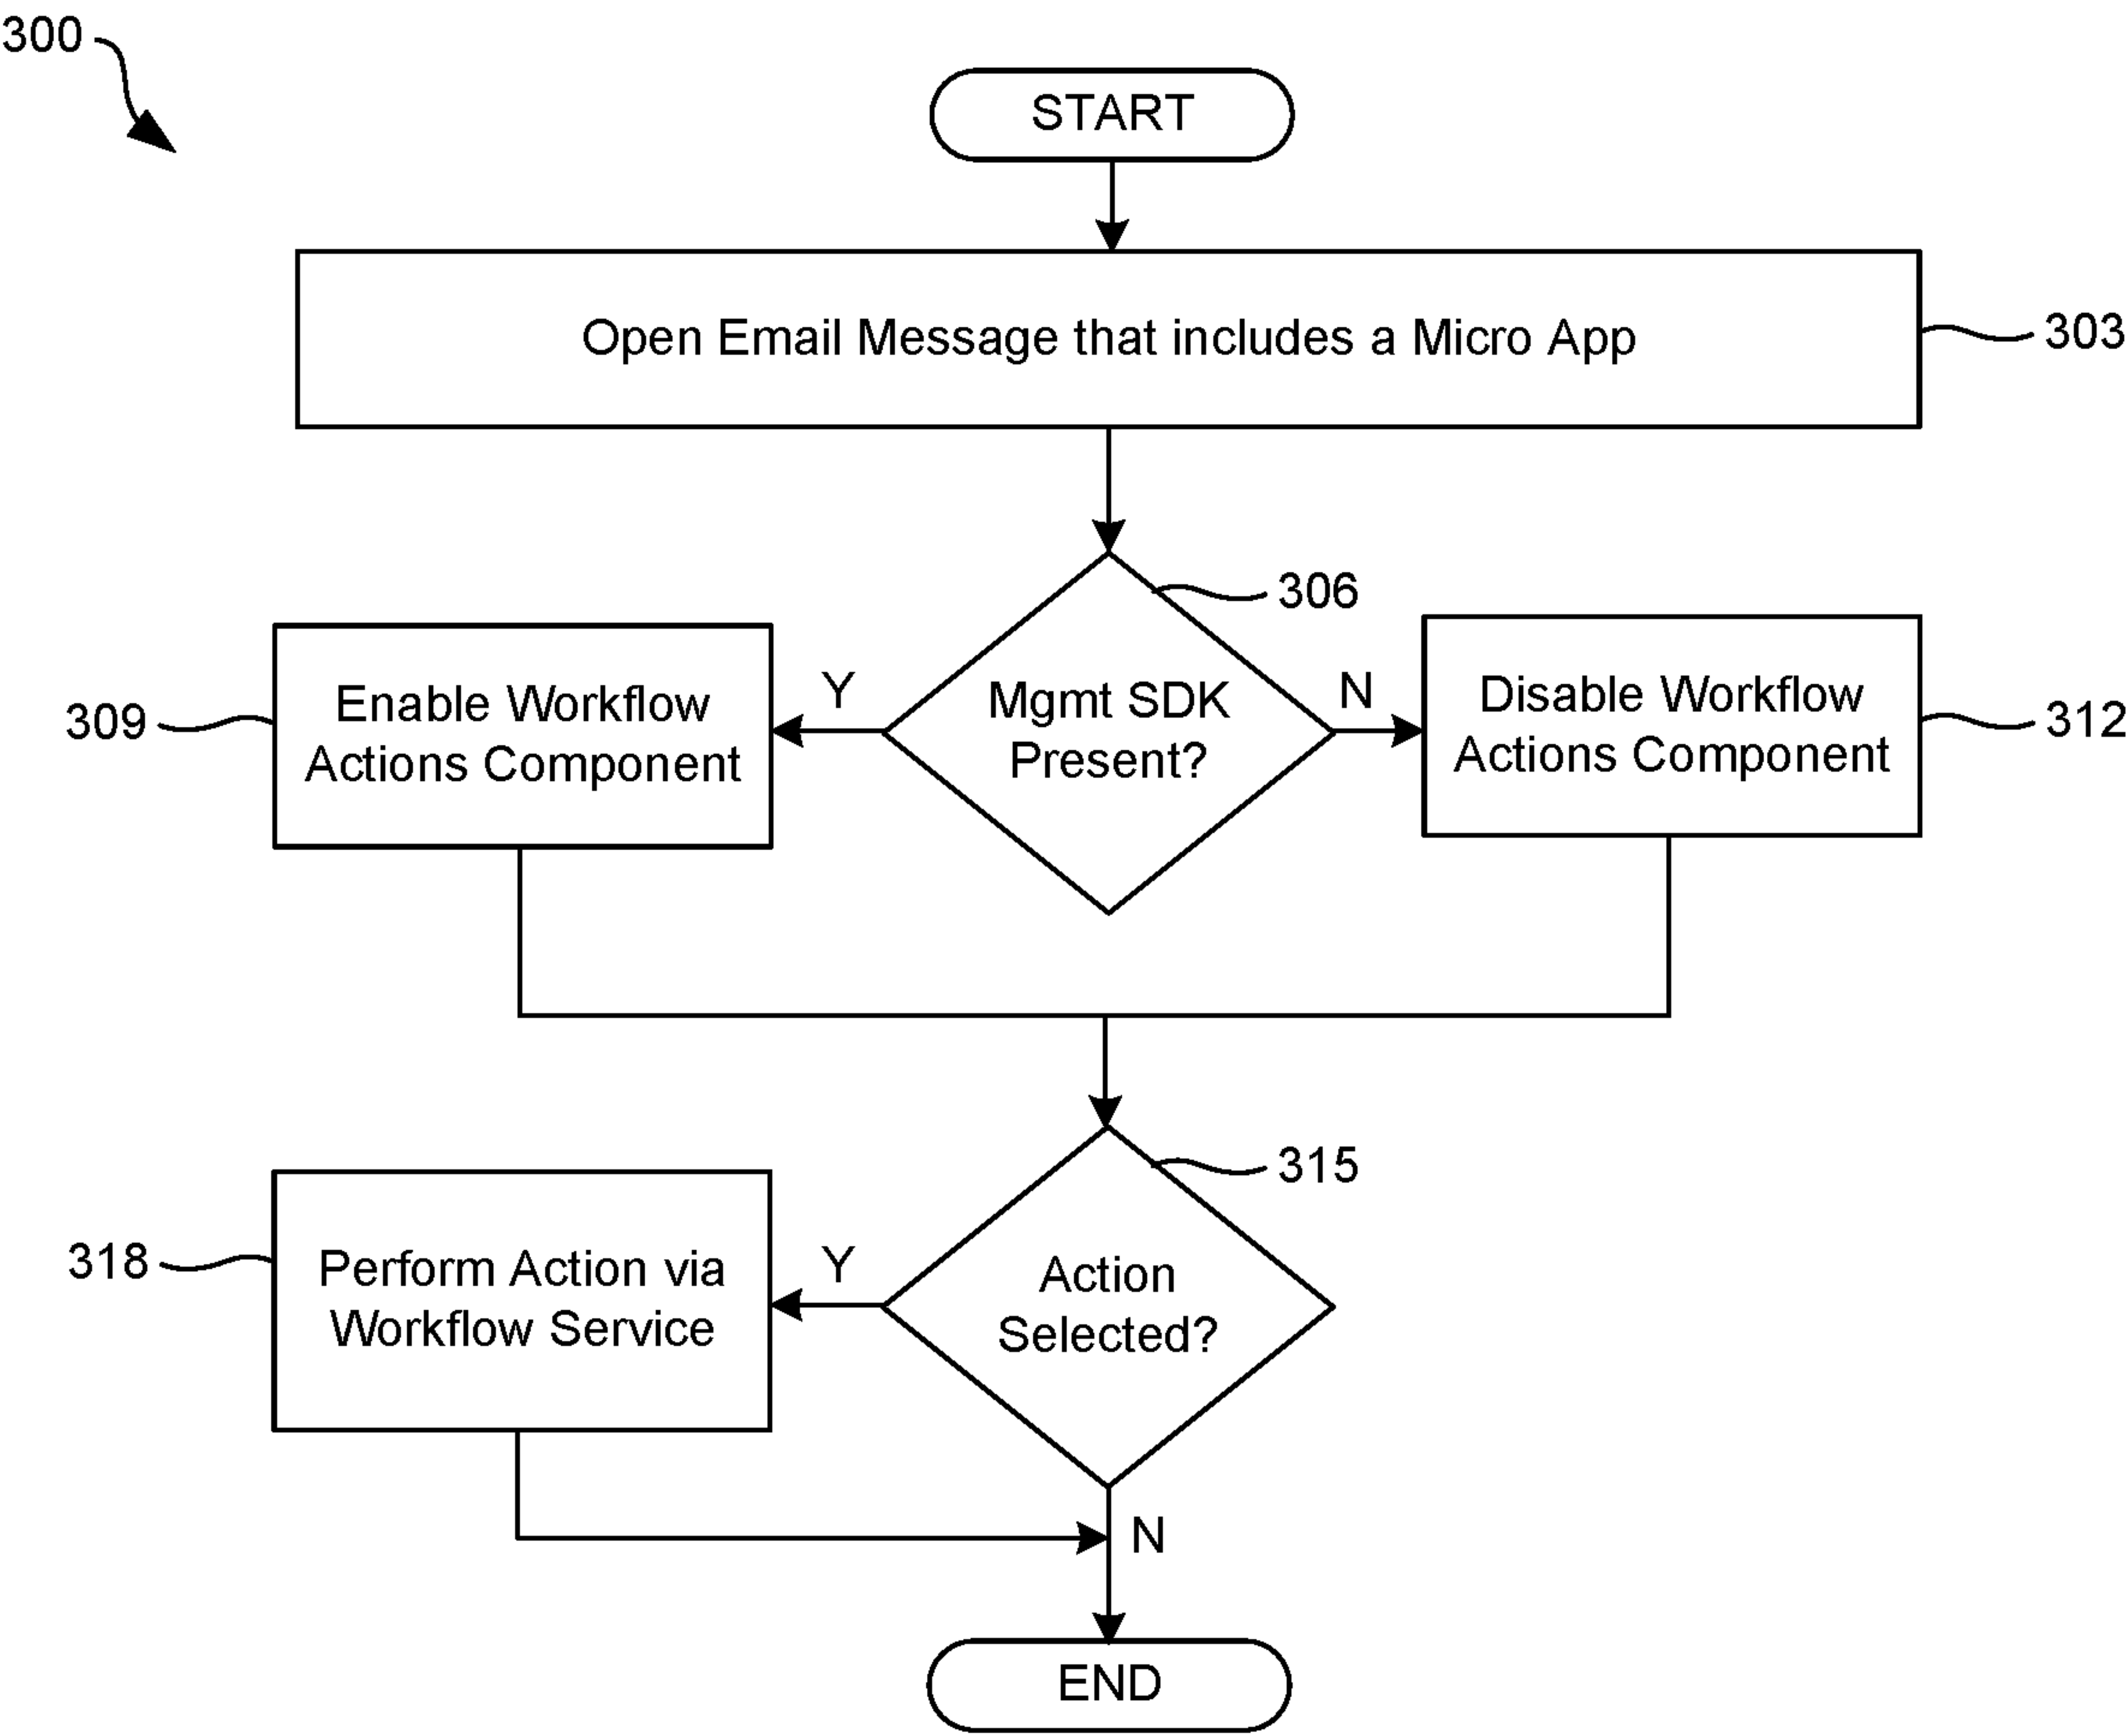 300
START
Open Email Message that includes a Micro App
303
306
Enable Workflow
Actions Component
309
Y
Mgmt SDK
Present?
N
Disable Workflow
Actions Component
312
315
318
Perform Action via
Workflow Service
Y
Action
Selected?
N
END